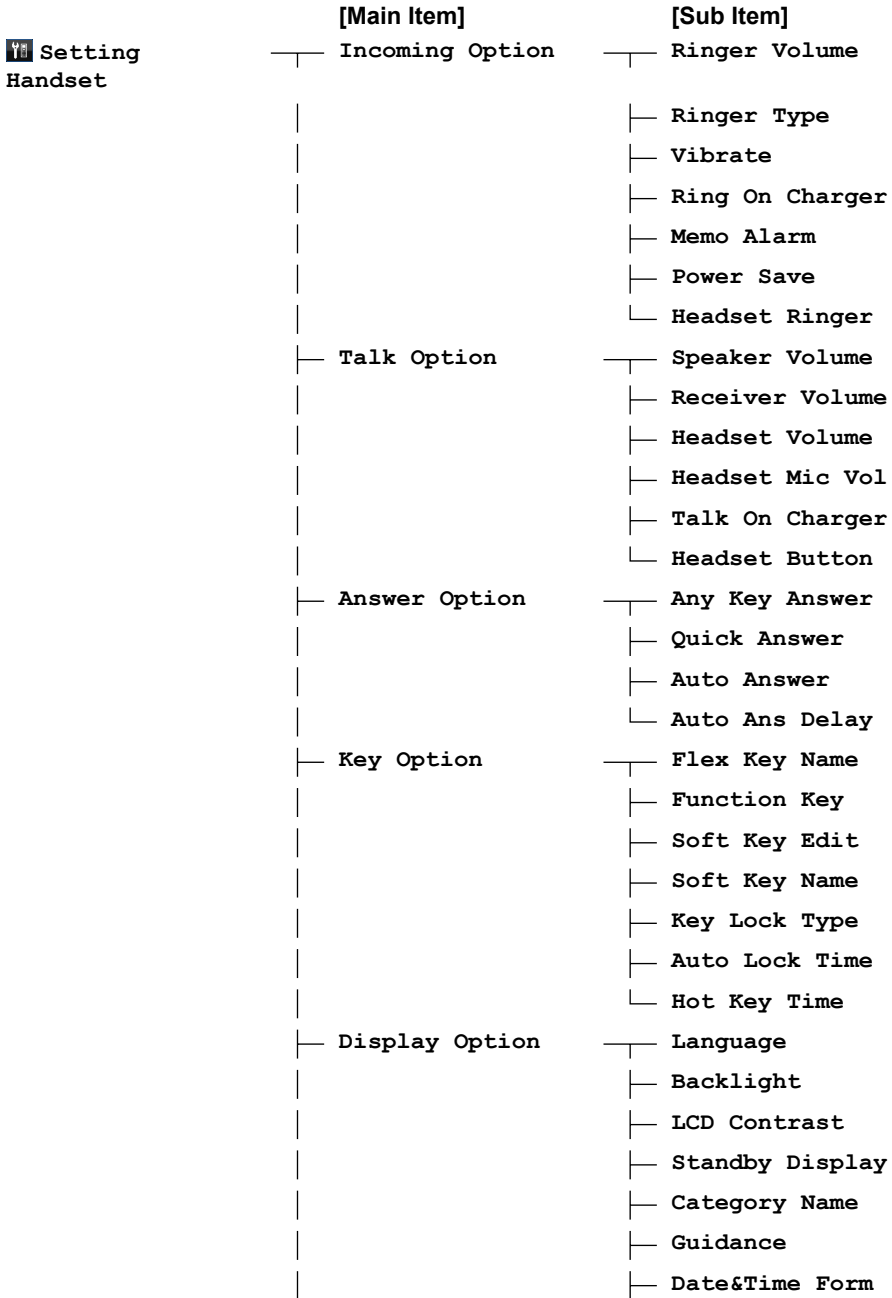 [Main Item] [Sub Item]
Setting Incoming Option Ringer Volume
Handset
Ringer Type
Vibrate
Ring On Charger
Memo Alarm
Power Save
Headset Ringer
Talk Option Speaker Volume
Receiver Volume
Headset Volume
Headset Mic Vol
Talk On Charger
Headset Button
Answer Option Any Key Answer
Quick Answer
Auto Answer
Auto Ans Delay
Key Option Flex Key Name
Function Key
Soft Key Edit
Soft Key Name
Key Lock Type
Auto Lock Time
Hot Key Time
Display Option Language
Backlight
LCD Contrast
Standby Display
Category Name
Guidance
Date&Time Form